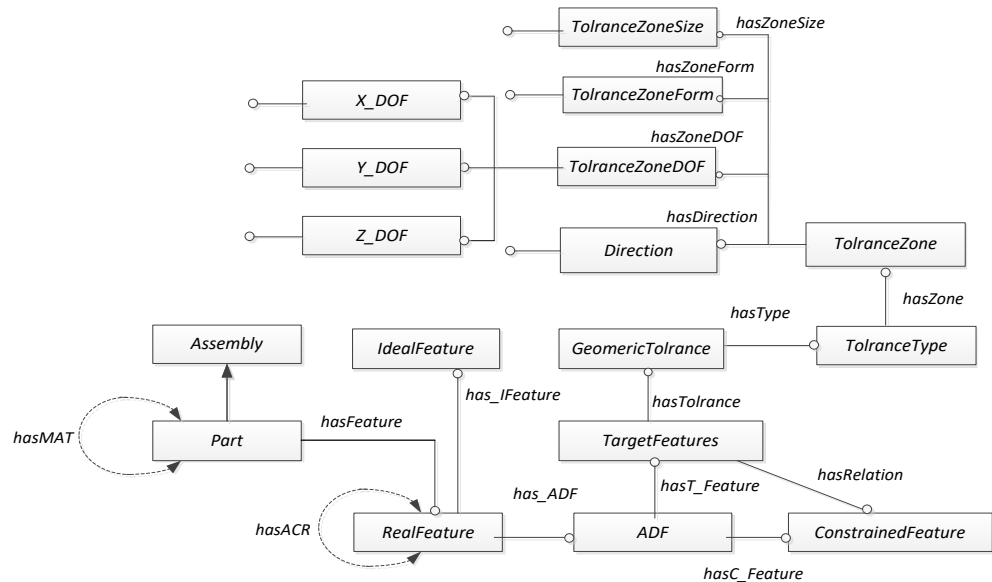 TolranceZoneSize
hasZoneSize
hasZoneForm
X_DOF
TolranceZoneForm
hasZoneDOF
Y_DOF
TolranceZoneDOF
hasDirection
Z_DOF
Direction
TolranceZone
hasZone
hasType
Assembly
IdealFeature
GeomericTolrance
TolranceType
has_IFeature
hasTolrance
hasFeature
hasMAT
Part
TargetFeatures
hasRelation
hasT_Feature
has_ADF
hasACR
RealFeature
ADF
ConstrainedFeature
hasC_Feature